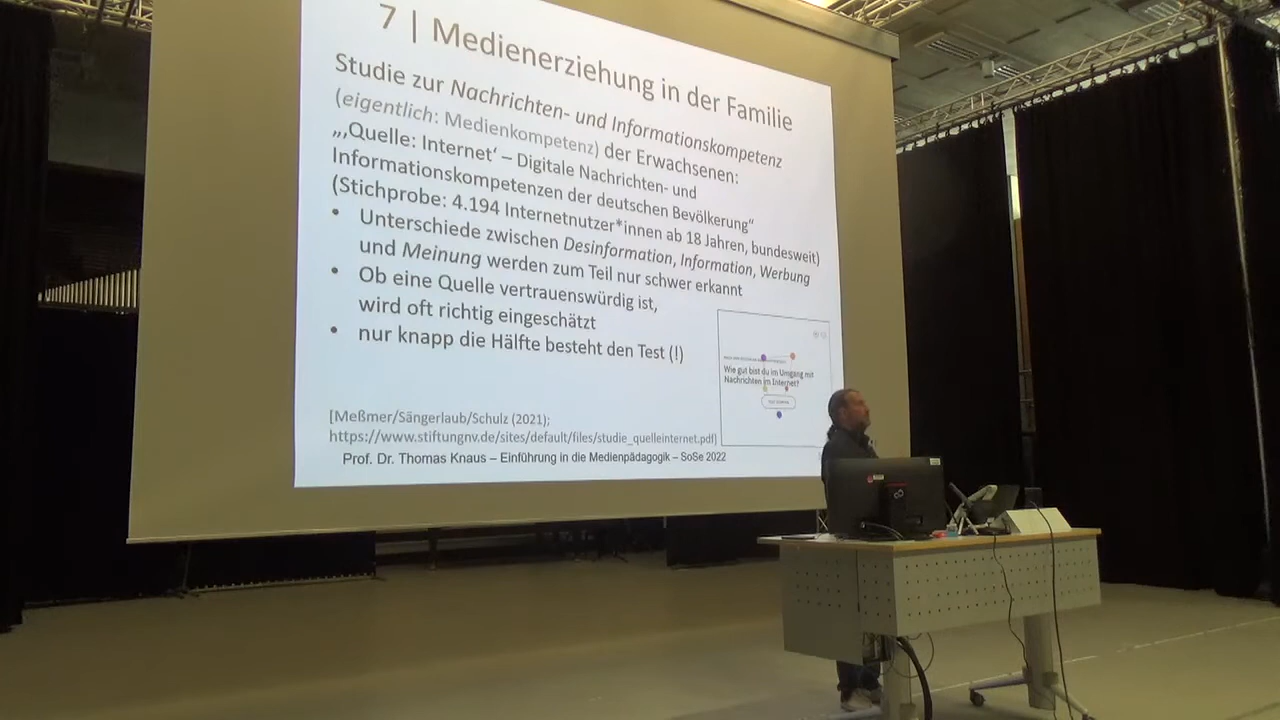 7 | Medienerziehung in der Familie
Studie zur Nachrichten- und Informationskompetenz
(eigentlich: Medienkompetenz) der Erwachsenen:
„‚Quelle: Internet‘ – Digitale Nachrichten- und
Informationskompetenzen der deutschen Bevölkerung“
(Stichprobe: 4.194 Internetnutzer*innen ab 18 Jahren, bundesweit)
• Unterschiede zwischen Desinformation, Information, Werbung
und Meinung werden zum Teil nur schwer erkannt
• Ob eine Quelle vertrauenswürdig ist,
wird oft richtig eingeschätzt
• nur knapp die Hälfte besteht den Test (!)
Wie gut bist du im Umgang mit
Nachrichten im Internet?
[Meßmer/Sängerlaub/Schulz (2021);
https://www.stiftungnv.de/sites/default/files/studie_quelleinternet.pdf]
Prof. Dr. Thomas Knaus – Einführung in die Medienpädagogik – SoSe 2022